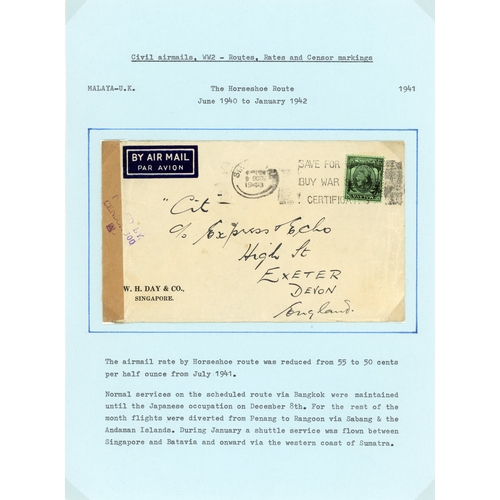 Civil airmails, WW2 - Routes, Rates and Censor markings
MALAYA-U.K. The Horseshoe Route 1941
June 1940 to January 1942
BY AIR MAIL
PAR AVION
SAVE FOR
BUY WAR
CERTIFICAT
"Cit-"
c/o Express & Echo
High St
EXETER
DEVON
England.
W. H. DAY & CO.,
SINGAPORE.
The airmail rate by Horseshoe route was reduced from 55 to 50 cents
per half ounce from July 1941.
Normal services on the scheduled route via Bangkok were maintained
until the Japanese occupation on December 8th. For the rest of the
month flights were diverted from Penang to Rangoon via Sabang & the
Andaman Islands. During January a shuttle service was flown between
Singapore and Batavia and onward via the western coast of Sumatra.